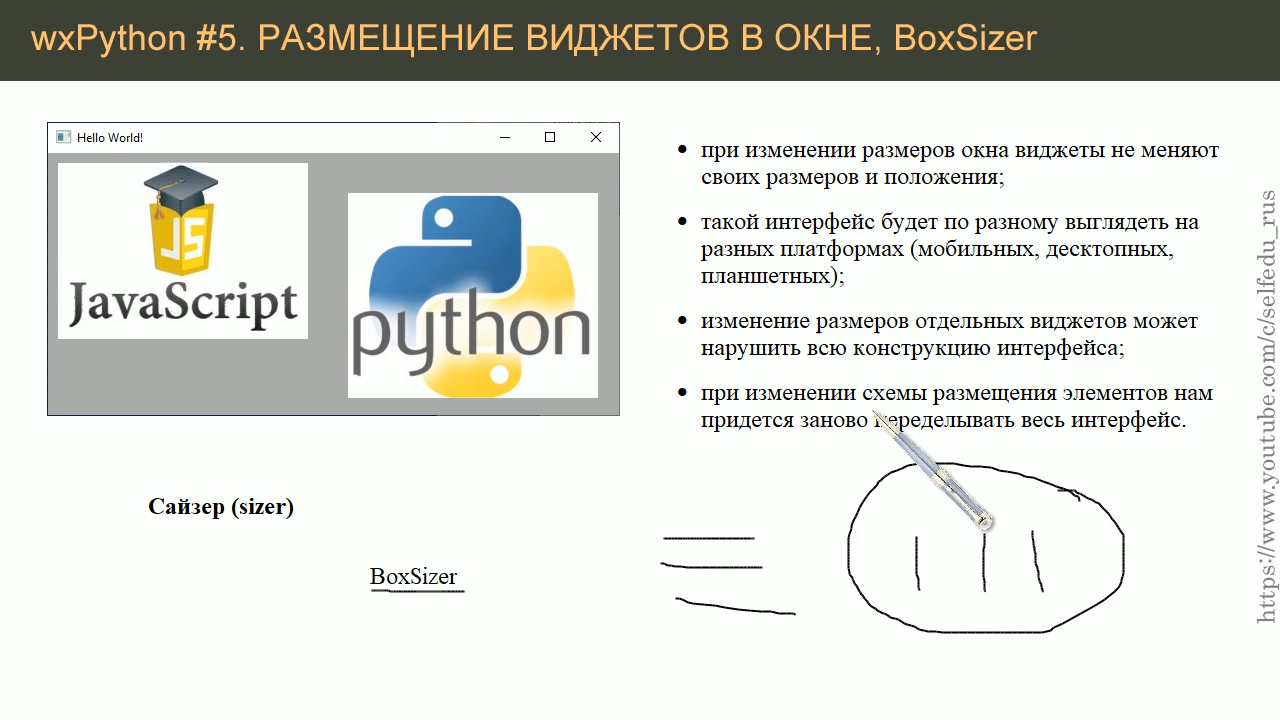 wxPython #5. РАЗМЕЩЕНИЕ ВИДЖЕТОВ В ОКНЕ, BoxSizer
Hello World!
JS
JavaScript
python
при изменении размеров окна виджеты не меняют
своих размеров и положения;
такой интерфейс будет по разному выглядеть на
разных платформах (мобильных, десктопных,
планшетных);
изменение размеров отдельных виджетов может
нарушить всю конструкцию интерфейса;
при изменении схемы размещения элементов нам
придется заново переделывать весь интерфейс.
Сайзер (sizer)
BoxSizer
https://www.youtube.com/c/selfedu_rus